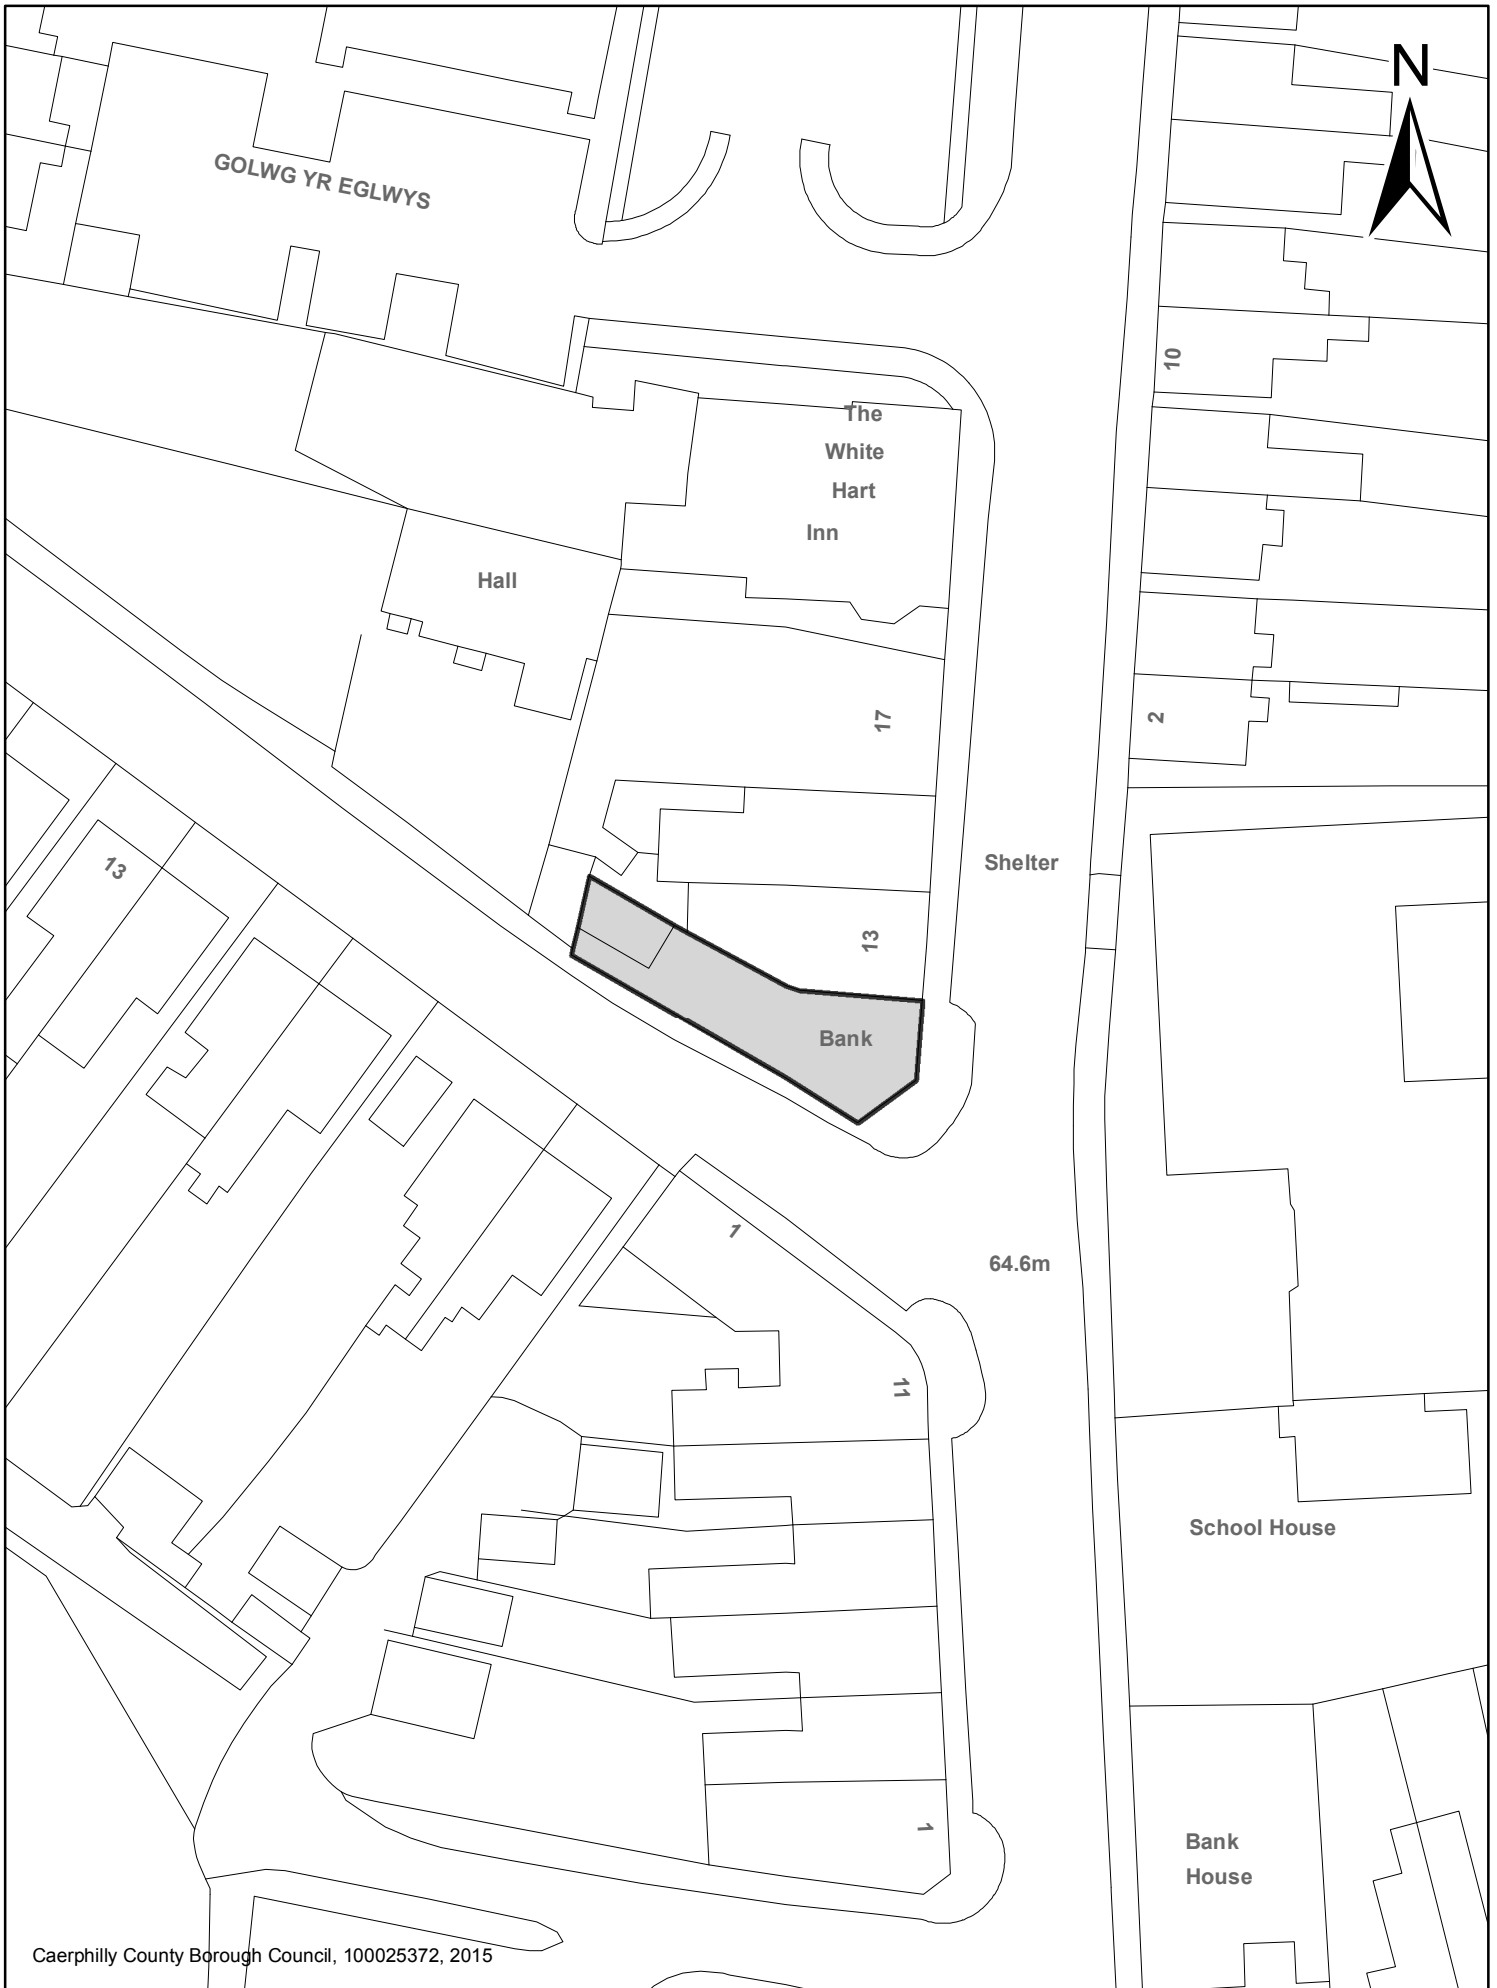 N
GOLWG YR EGLWYS
10
The
White
Hart
Inn
Hall
17
2
Shelter
13
13
Bank
1
64.6m
11
School House
1
Bank
House
Caerphilly County Borough Council, 100025372, 2015